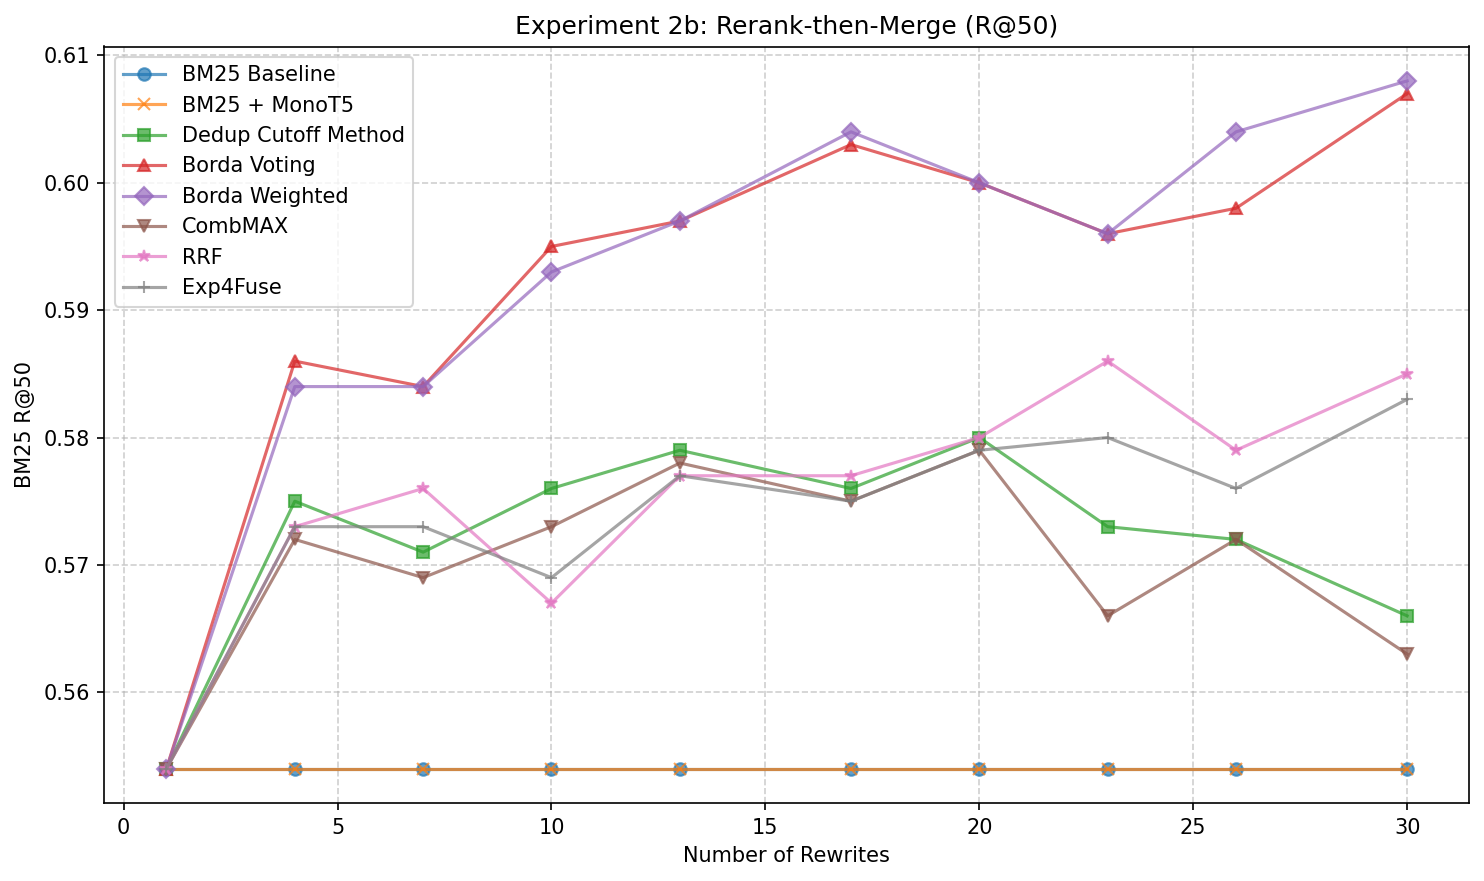 Experiment 2b: Rerank-then-Merge (R@50)
0.61
0.60
0.59
0.58
0.57
0.56
BM25 R@50
BM25 Baseline
BM25 + MonoT5
Dedup Cutoff Method
Borda Voting
Borda Weighted
CombMAX
RRF
Exp4Fuse
0
5
10
15
20
25
30
Number of Rewrites